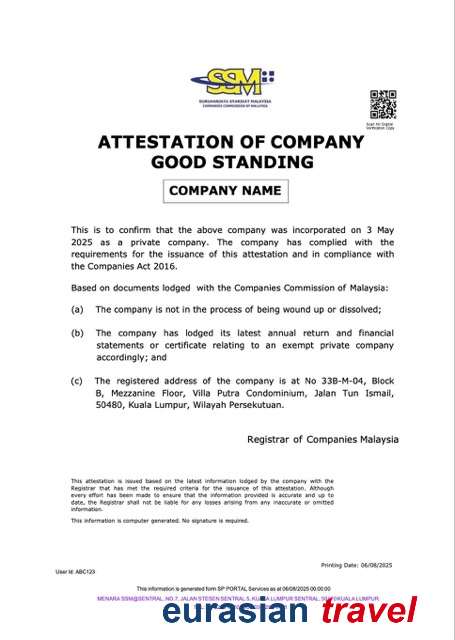 SSM
SURUHANJAYA SYARIKAT MALAYSIA
COMPANIES COMMISSION OF MALAYSIA
Scan for Digital
Verification Copy
ATTESTATION OF COMPANY
GOOD STANDING
COMPANY NAME
This is to confirm that the above company was incorporated on 3 May
2025 as a private company. The company has complied with the
requirements for the issuance of this attestation and in compliance with
the Companies Act 2016.
Based on documents lodged with the Companies Commission of Malaysia:
(a) The company is not in the process of being wound up or dissolved;
(b) The company has lodged its latest annual return and financial
statements or certificate relating to an exempt private company
accordingly; and
(c) The registered address of the company is at No 33B-M-04, Block
B, Mezzanine Floor, Villa Putra Condominium, Jalan Tun Ismail,
50480, Kuala Lumpur, Wilayah Persekutuan.
Registrar of Companies Malaysia
This attestation is issued based on the latest information lodged by the company with the
Registrar that has met the required criteria for the issuance of attestation. Although
every effort has been made to ensure that the information provided is accurate and up to
date, the Registrar shall not be liable for any losses arising from any inaccurate or omitted
information.
This information is computer generated. No signature is required.
Printing Date: 06/08/2025
User Id: ABC123
This information is generated form SP PORTAL Services as at 06/08/2025 00:00:00
MENARA SSM@SENTRAL, NO.7, JALAN STESEN SENTRAL 5, KUALA LUMPUR SENTRAL, KUALA LUMPUR
eurasian travel